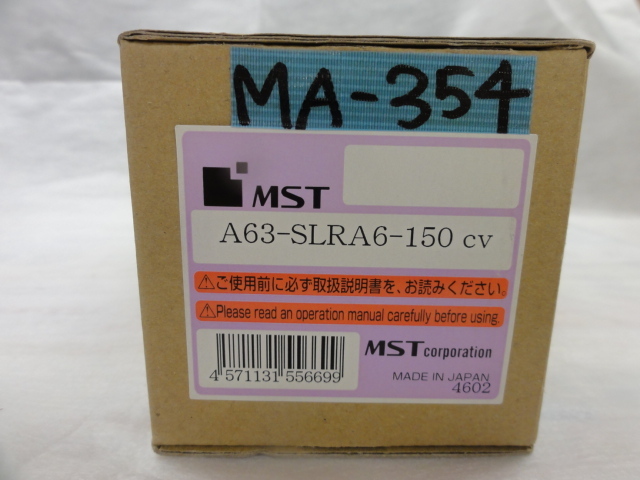 MA-354
MST
A63-SLRA6-150 cv
⚠ご使用前に必ず取扱説明書を、お読みください。
⚠Please read an operation manual carefully before using.
4 571131 556699
MST corporation
MADE IN JAPAN
4602